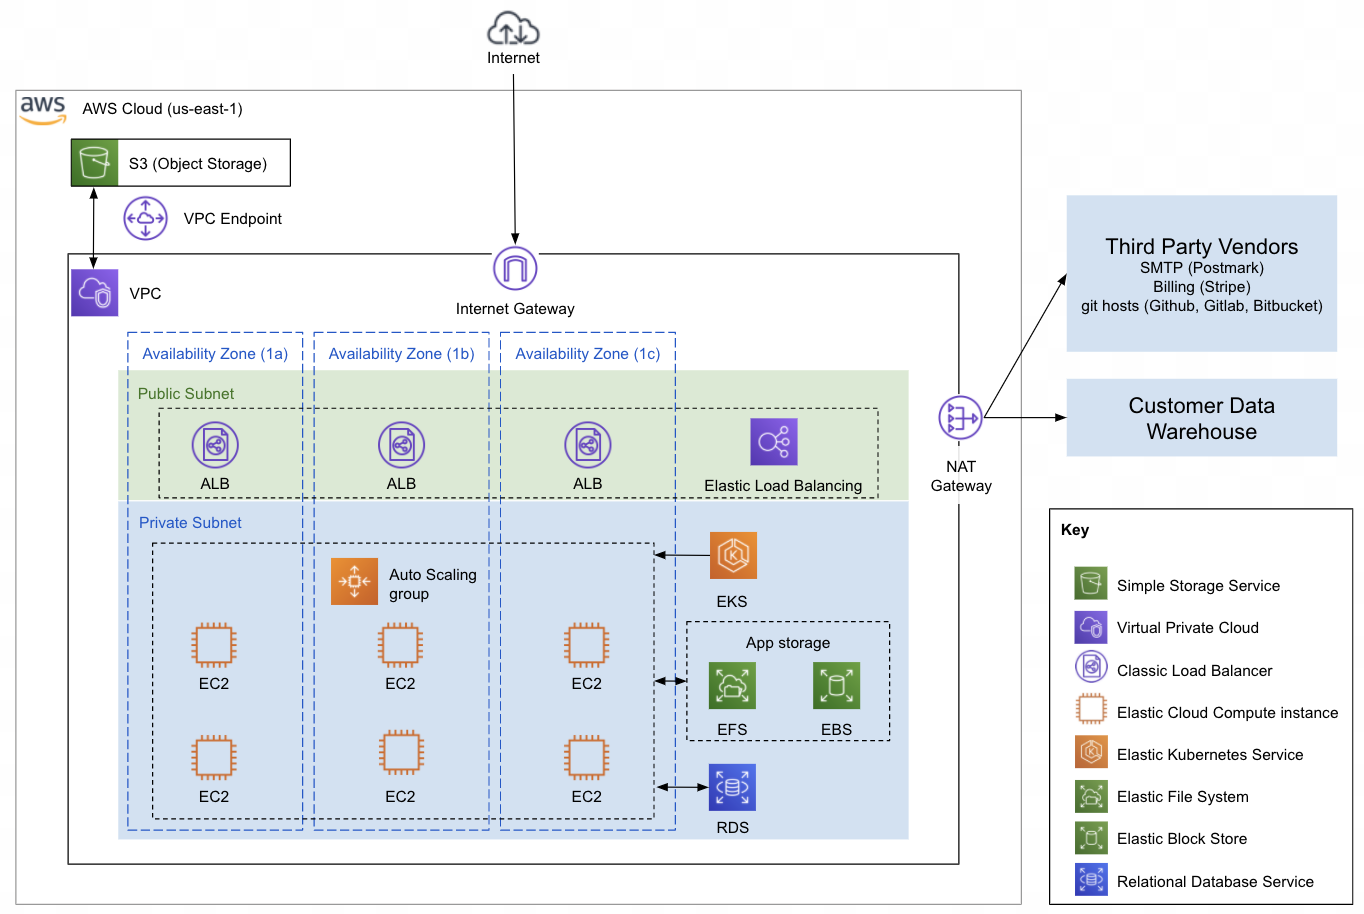 Internet
aws
AWS Cloud (us-east-1)
S3 (Object Storage)
VPC Endpoint
VPC
Internet Gateway
Availability Zone (1a)
Availability Zone (1b)
Availability Zone (1c)
Public Subnet
ALB
ALB
ALB
Elastic Load Balancing
Private Subnet
Auto Scaling
group
EC2
EC2
EC2
EC2
EC2
EC2
EKS
App storage
EFS
EBS
RDS
NAT
Gateway
Third Party Vendors
SMTP (Postmark)
Billing (Stripe)
git hosts (Github, Gitlab, Bitbucket)
Customer Data
Warehouse
Key
Simple Storage Service
Virtual Private Cloud
Classic Load Balancer
Elastic Cloud Compute instance
Elastic Kubernetes Service
Elastic File System
Elastic Block Store
Relational Database Service